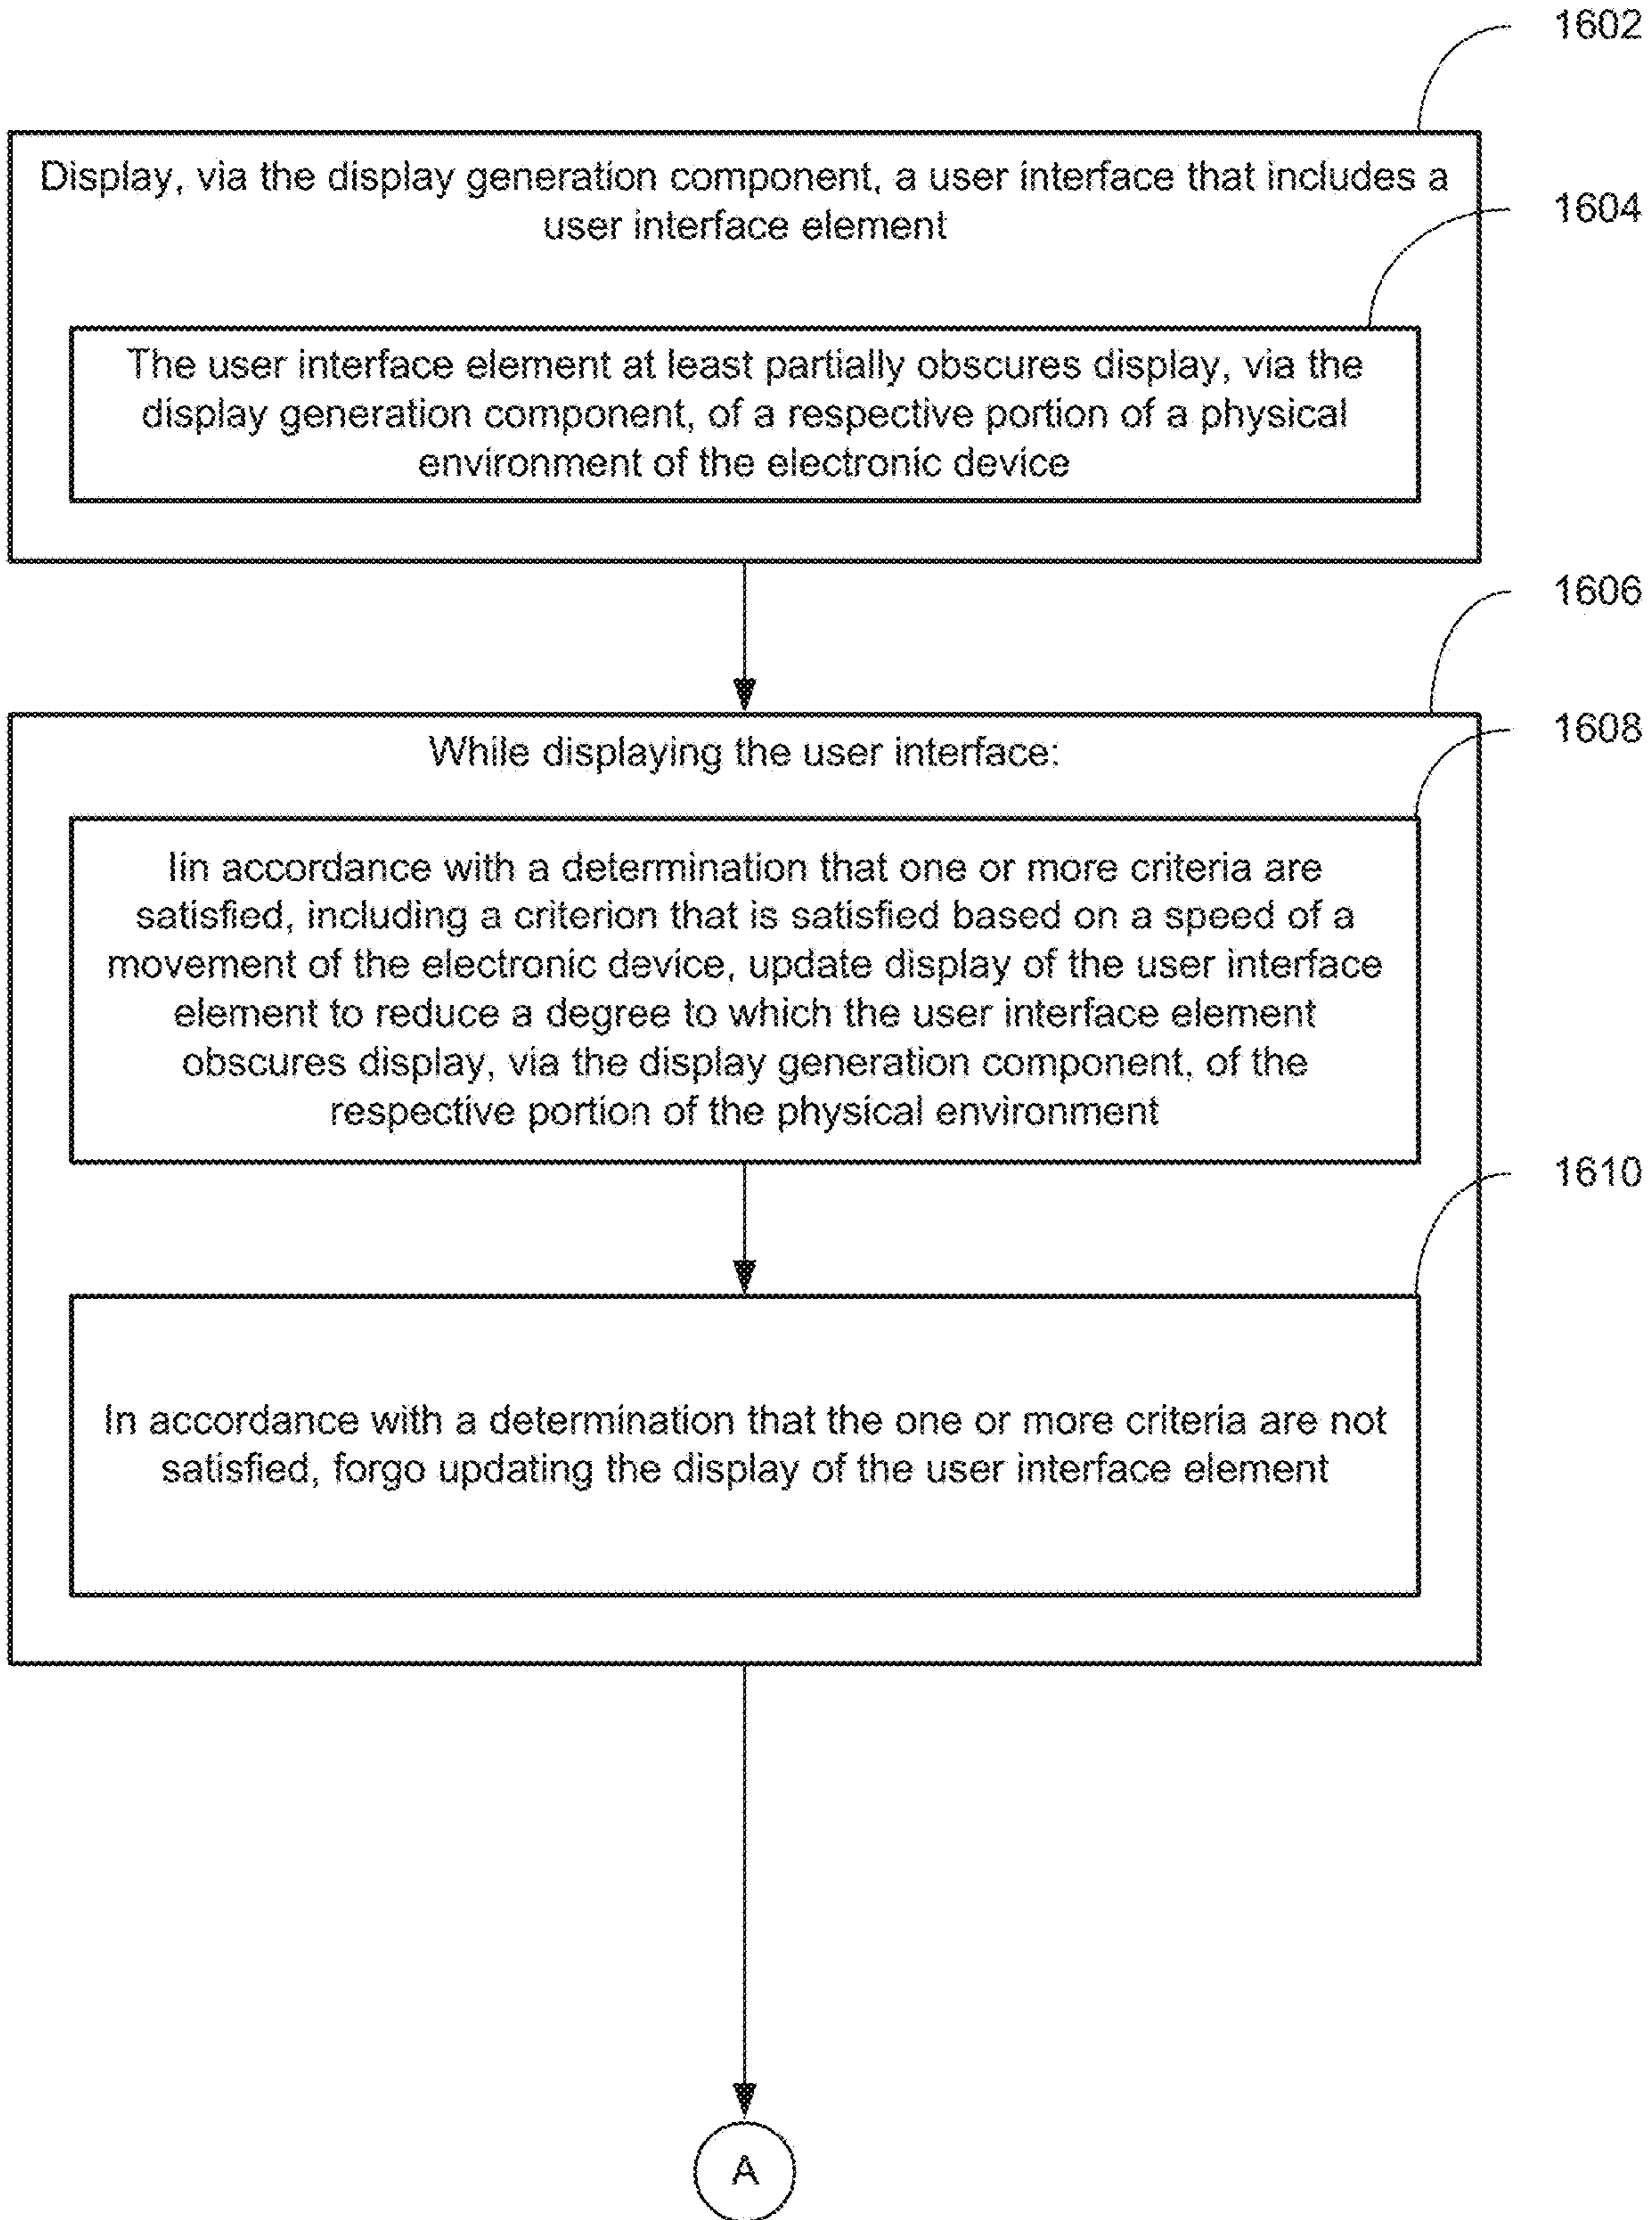 1602
Display, via the display generation component, a user interface that includes a
user interface element
1604
The user interface element at least partially obscures display, via the
display generation component, of a respective portion of a physical
environment of the electronic device
1606
While displaying the user interface:
1608
Iin accordance with a determination that one or more criteria are
satisfied, including a criterion that is satisfied based on a speed of a
movement of the electronic device, update display of the user interface
element to reduce a degree to which the user interface element
obscures display, via the display generation component, of the
respective portion of the physical environment
1610
In accordance with a determination that the one or more criteria are not
satisfied, forgo updating the display of the user interface element
A